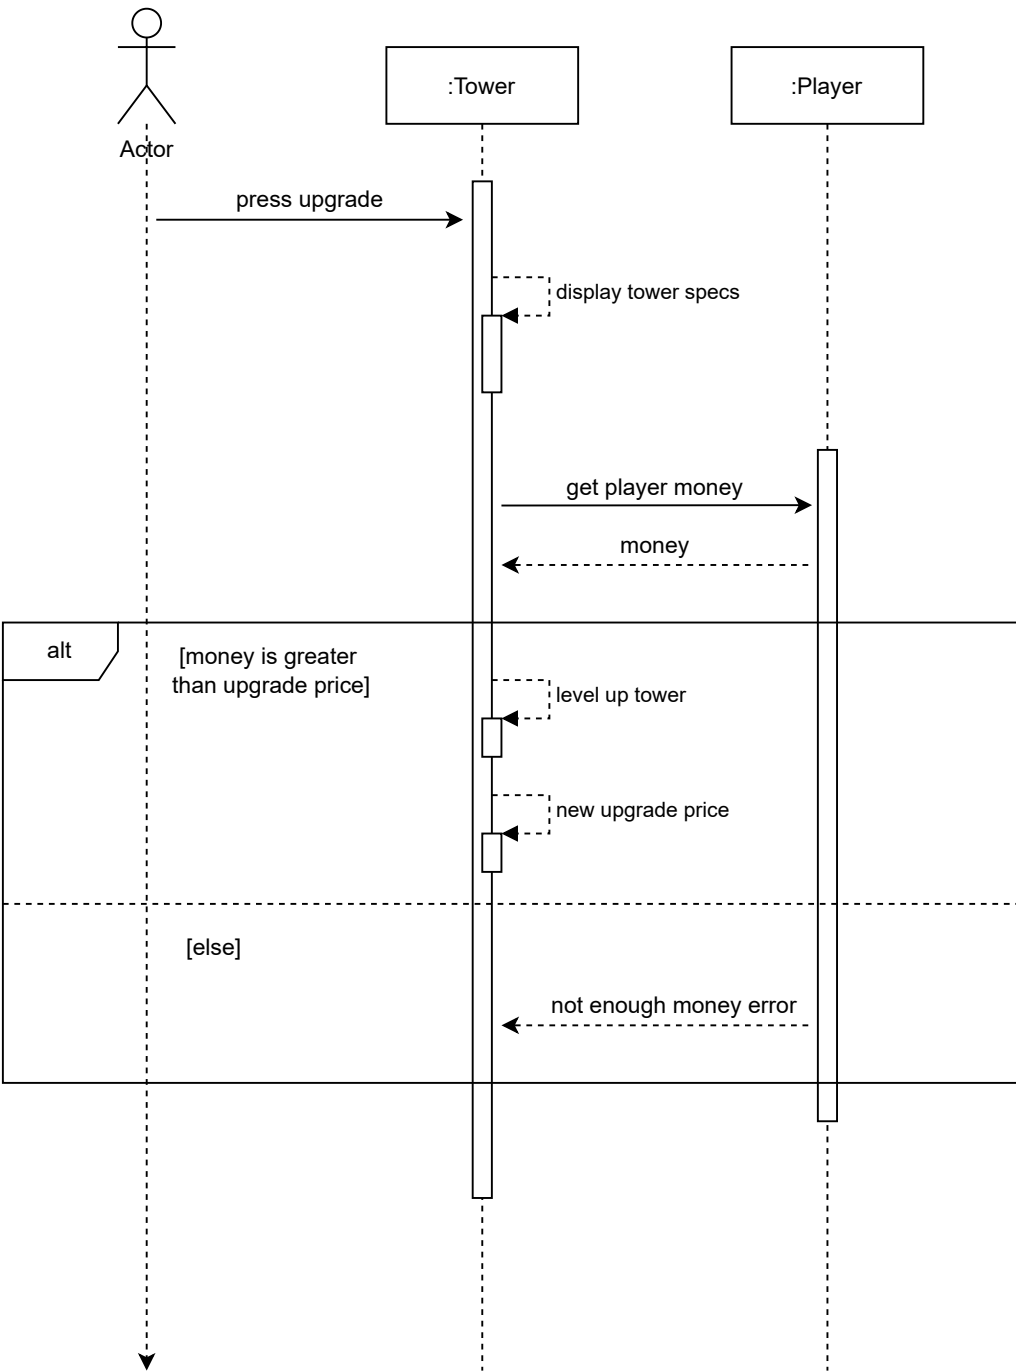 :Tower
:Player
Actor
press upgrade
display tower specs
get player money
money
alt
[money is greater
than upgrade price]
level up tower
new upgrade price
[else]
not enough money error